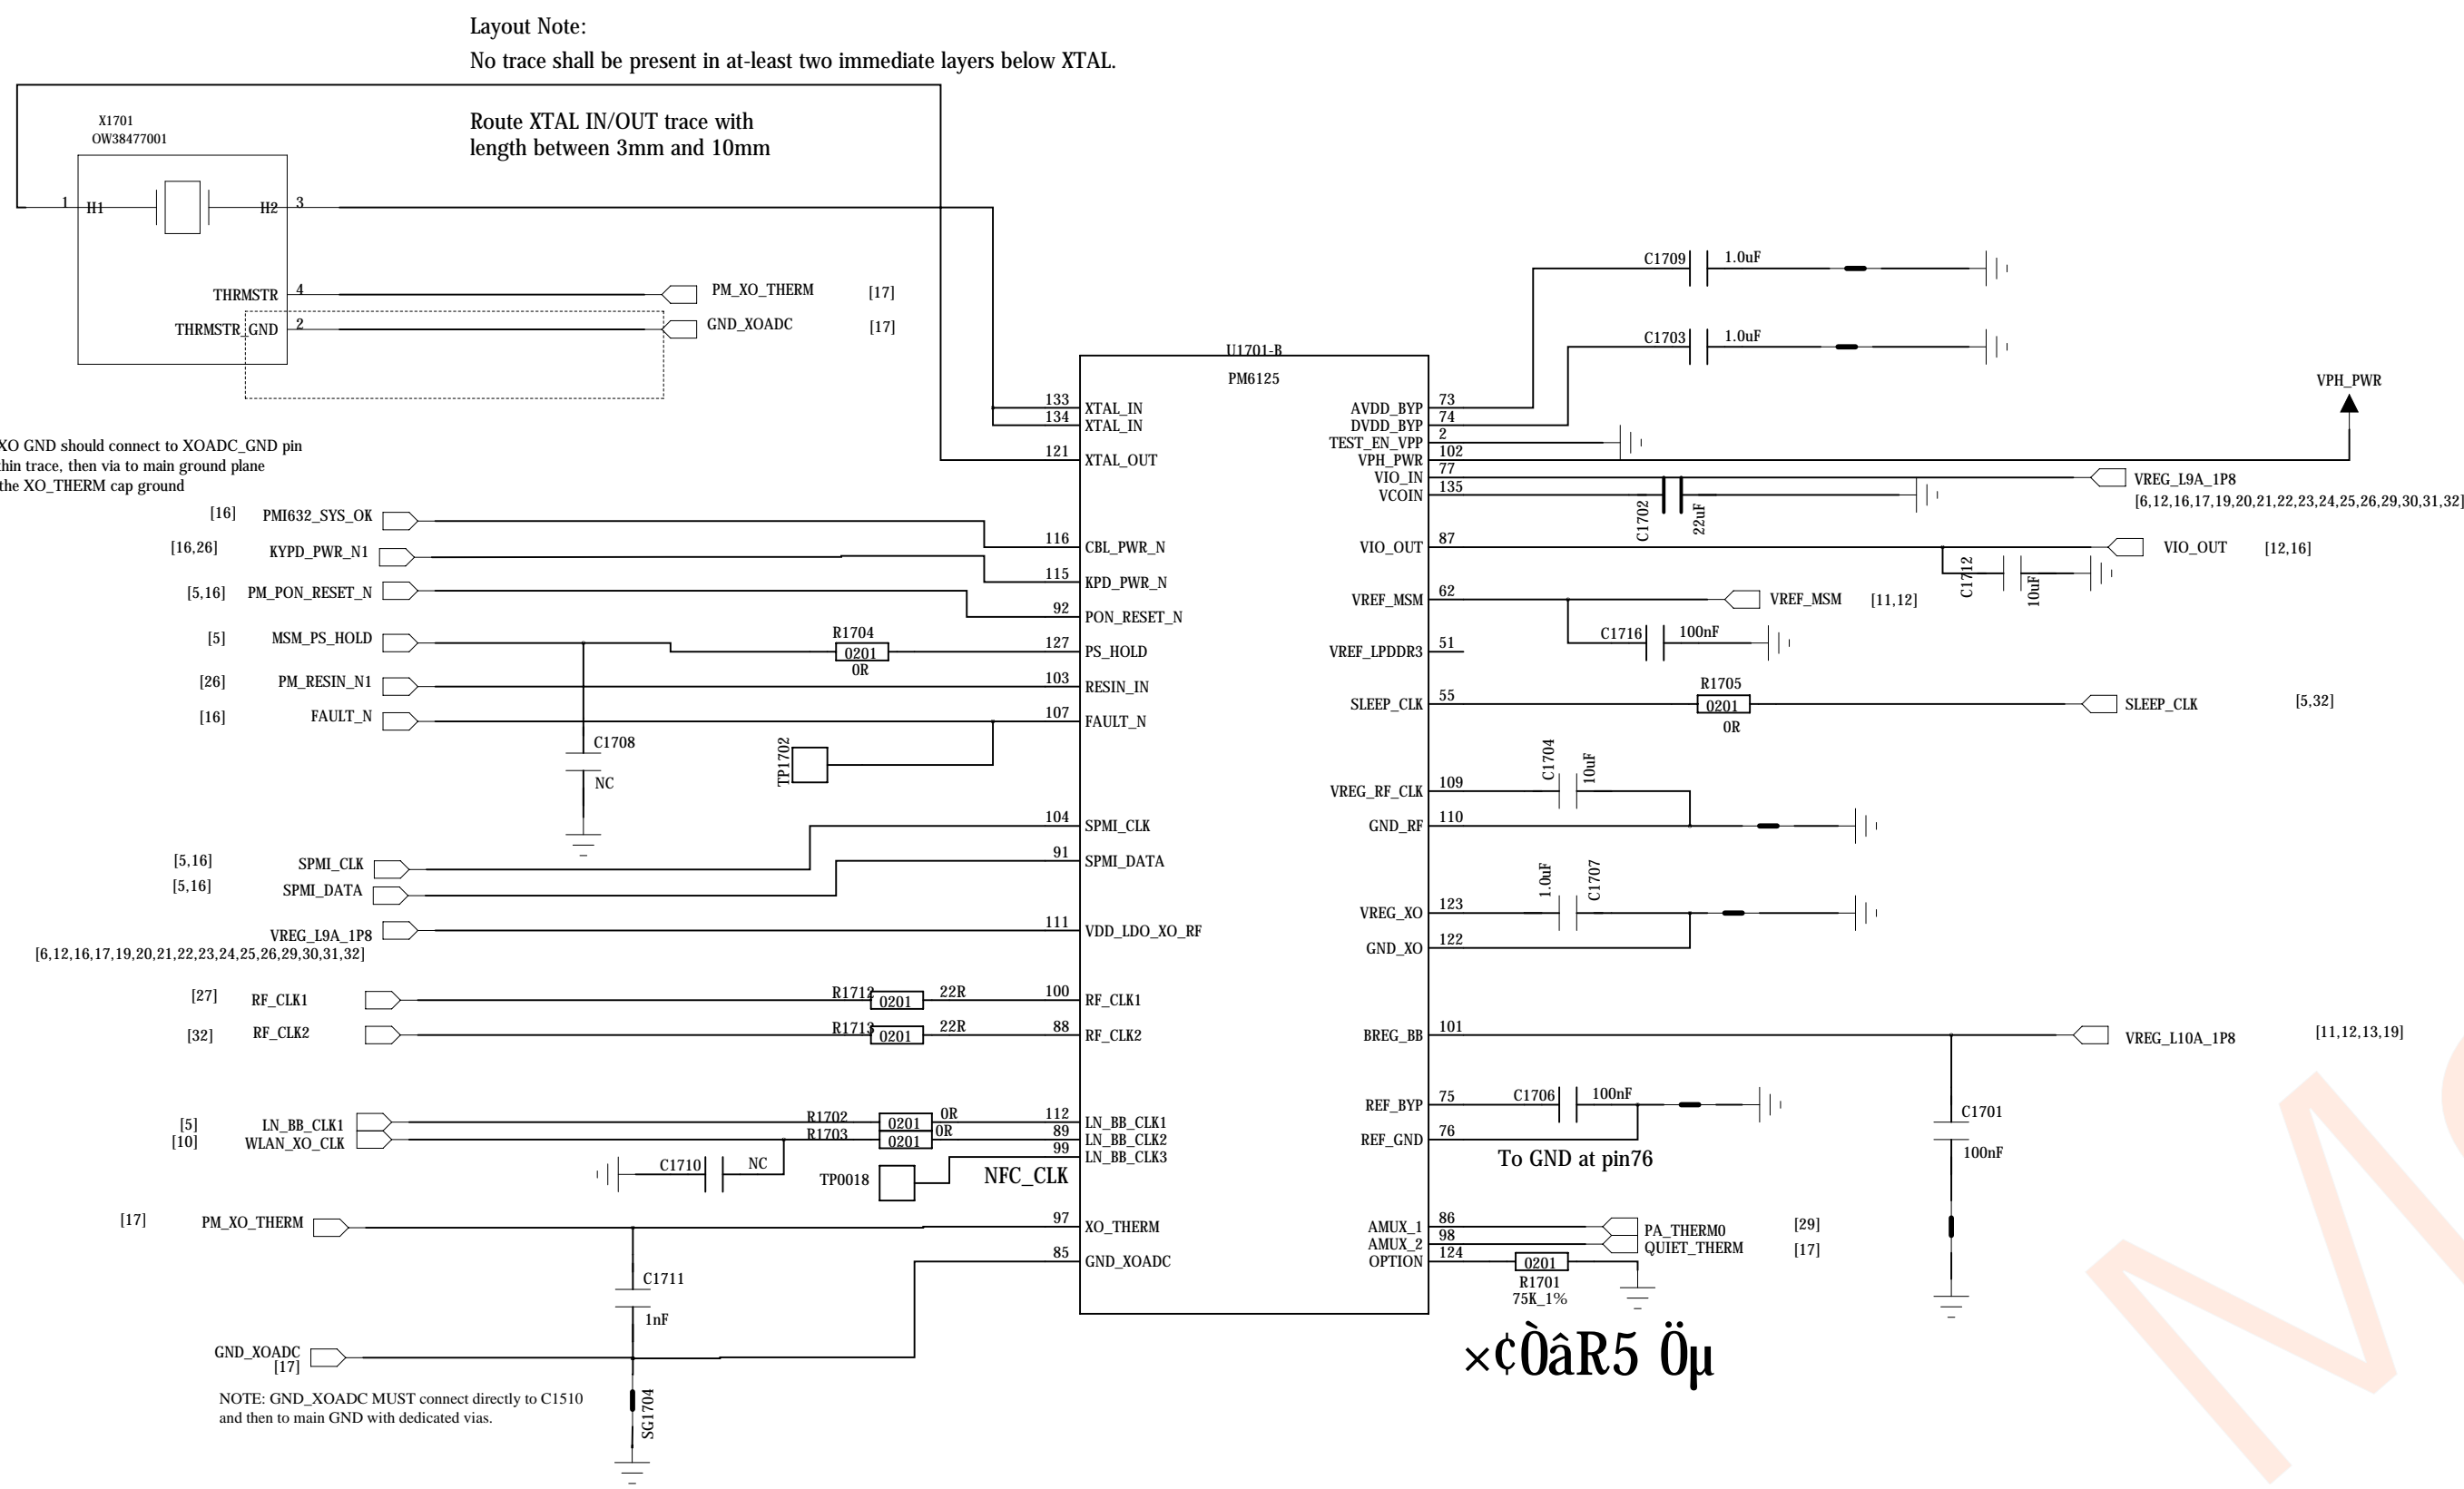 Layout Note:
No trace shall be present in at-least two immediate layers below XTAL.
Route XTAL IN/OUT trace with
length between 3mm and 10mm
X1701
OW38477001
1 H1 H2 3
THRMSTR 4 PM_XO_THERM [17]
THRMSTR_GND 2 GND_XOADC [17]
XO GND should connect to XOADC_GND pin
thin trace, then via to main ground plane
the XO_THERM cap ground
U1701-B
PM6125
133 XTAL_IN
134 XTAL_IN
121 XTAL_OUT
[16] PMI632_SYS_OK 116 CBL_PWR_N
[16,26] KYPD_PWR_N1 115 KPD_PWR_N
[5,16] PM_PON_RESET_N 92 PON_RESET_N
[5] MSM_PS_HOLD R1704 0201 0R 127 PS_HOLD
[26] PM_RESIN_N1 103 RESIN_IN
[16] FAULT_N 107 FAULT_N
C1708
NC
TP1702
[5,16] SPMI_CLK 104 SPMI_CLK
[5,16] SPMI_DATA 91 SPMI_DATA
VREG_L9A_1P8 111 VDD_LDO_XO_RF
[6,12,16,17,19,20,21,22,23,24,25,26,29,30,31,32]
[27] RF_CLK1 R1712 0201 22R 100 RF_CLK1
[32] RF_CLK2 R1713 0201 22R 88 RF_CLK2
[5] LN_BB_CLK1 R1702 0201 0R 112 LN_BB_CLK1
[10] WLAN_XO_CLK R1703 0201 0R 89 LN_BB_CLK2
99 LN_BB_CLK3
C1710 NC
TP0018 NFC_CLK
[17] PM_XO_THERM 97 XO_THERM
85 GND_XOADC
C1711
1nF
GND_XOADC
[17]
NOTE: GND_XOADC MUST connect directly to C1510
and then to main GND with dedicated vias.
SG1704
C1709 1.0uF
C1703 1.0uF
VPH_PWR
AVDD_BYP 73
DVDD_BYP 74
TEST_EN_VPP 2
VPH_PWR 102
VIO_IN 77 VREG_L9A_1P8
[6,12,16,17,19,20,21,22,23,24,25,26,29,30,31,32]
VCOIN 135 C1702 22uF
VIO_OUT 87 VIO_OUT [12,16]
C1712 10uF
VREF_MSM 62 VREF_MSM [11,12]
C1716 100nF
VREF_LPDDR3 51
SLEEP_CLK 55 R1705 0201 0R SLEEP_CLK [5,32]
C1704 10uF
VREG_RF_CLK 109
GND_RF 110
1.0uF C1707
VREG_XO 123
GND_XO 122
BREG_BB 101 VREG_L10A_1P8 [11,12,13,19]
REF_BYP 75 C1706 100nF
REF_GND 76
To GND at pin76
C1701
100nF
AMUX_1 86 PA_THERM0 [29]
AMUX_2 98 QUIET_THERM [17]
OPTION 124 0201
R1701
75K_1%
×¢ÒâR5 Öµ